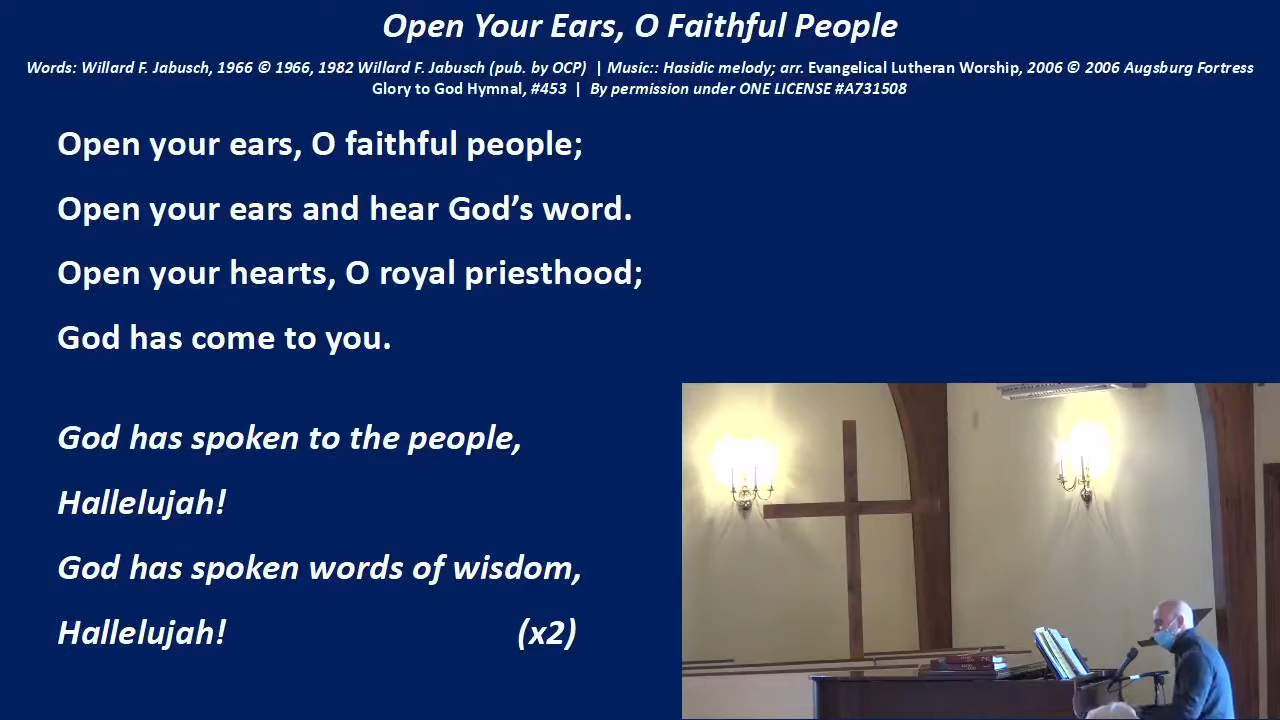 Open Your Ears, O Faithful People
Words: Willard F. Jabusch, 1966 © 1966, 1982 Willard F. Jabusch (pub. by OCP)  | Music:: Hasidic melody; arr. Evangelical Lutheran Worship, 2006 © 2006 Augsburg Fortress
Glory to God Hymnal, #453  |  By permission under ONE LICENSE #A731508
Open your ears, O faithful people;
Open your ears and hear God’s word.
Open your hearts, O royal priesthood;
God has come to you.
God has spoken to the people,
Hallelujah!
God has spoken words of wisdom,
Hallelujah! (x2)